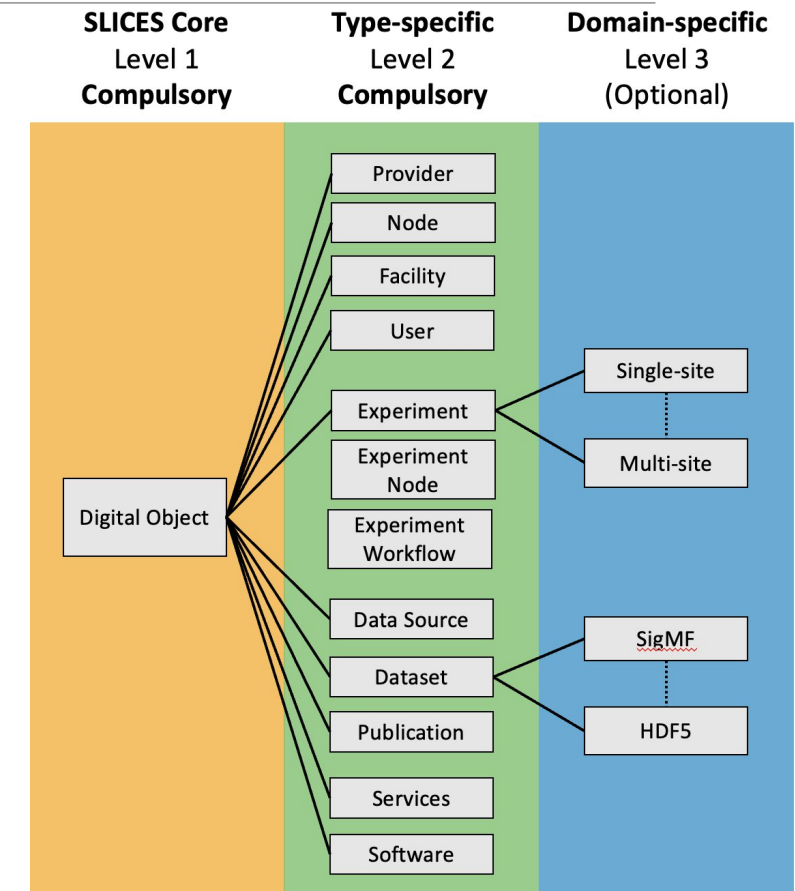 SLICES Core
Level 1
Compulsory
Type-specific
Level 2
Compulsory
Domain-specific
Level 3
(Optional)
Provider
Node
Facility
User
Experiment
Experiment
Node
Experiment
Workflow
Data Source
Dataset
Publication
Services
Software
Digital Object
Single-site
Multi-site
SigMF
HDF5